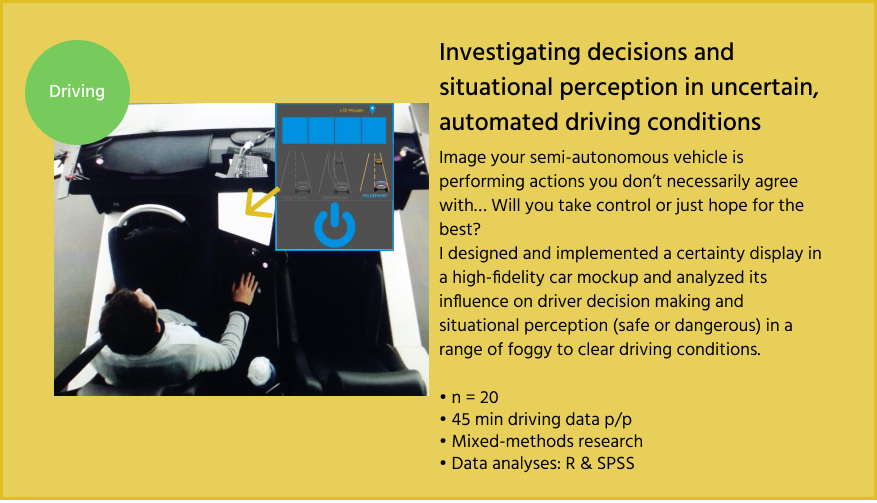 Driving
Investigating decisions and
situational perception in uncertain,
automated driving conditions
Image your semi-autonomous vehicle is
performing actions you don’t necessarily agree
with... Will you take control or just hope for the
best?
I designed and implemented a certainty display in
a high-fidelity car mockup and analyzed its
influence on driver decision making and
situational perception (safe or dangerous) in a
range of foggy to clear driving conditions.
• n = 20
• 45 min driving data p/p
• Mixed-methods research
• Data analyses: R & SPSS